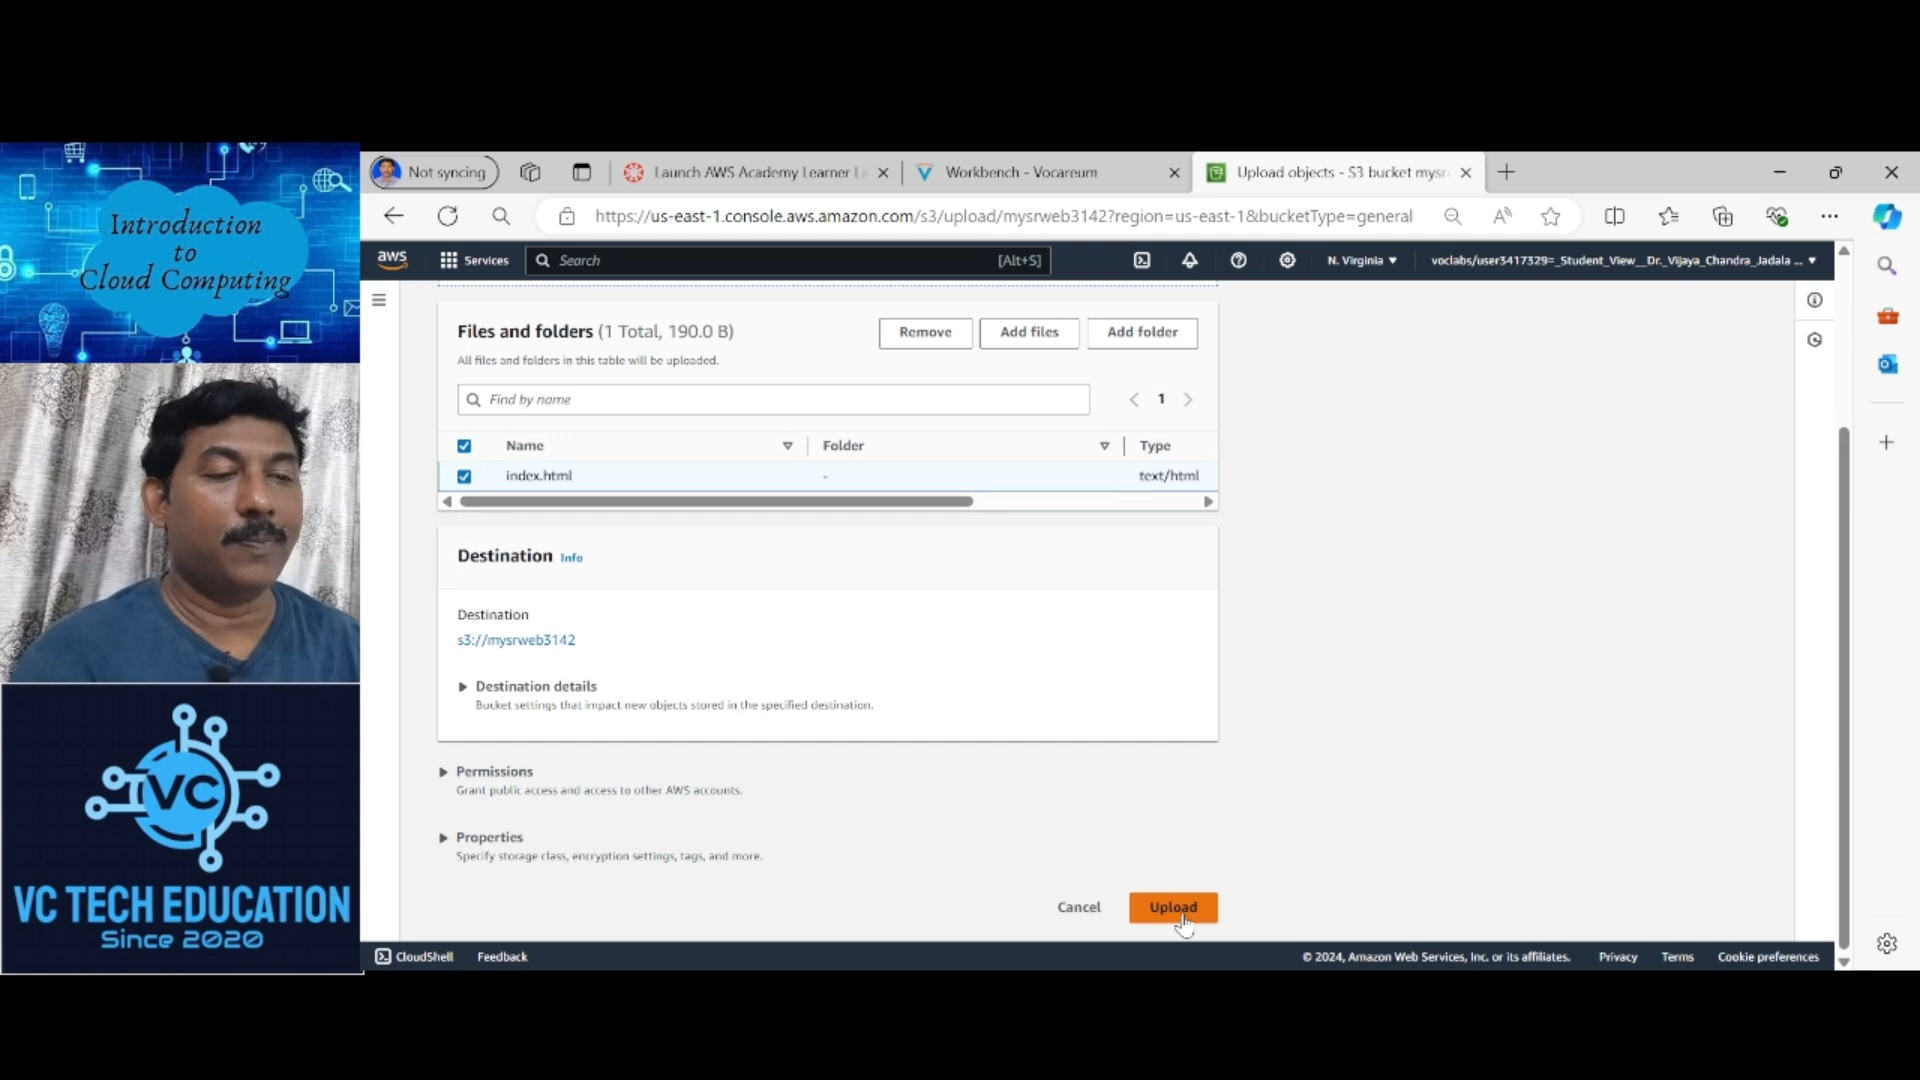 Introduction
to
Cloud Computing
VC
VC TECH EDUCATION
Since 2020
Not syncing
Launch AWS Academy Learner La
Workbench - Vocareum
Upload objects - S3 bucket mysr
https://us-east-1.console.aws.amazon.com/s3/upload/mysrweb3142?region=us-east-1&bucketType=general
aws
Services
Search
[Alt+S]
N. Virginia
voclabs/user3417329=_Student_View__Dr._Vijaya_Chandra_Jadala ...
Files and folders (1 Total, 190.0 B)
Remove
Add files
Add folder
All files and folders in this table will be uploaded.
Find by name
1
Name
Folder
Type
index.html
-
text/html
Destination Info
Destination
s3://mysrweb3142
Destination details
Bucket settings that impact new objects stored in the specified destination.
Permissions
Grant public access and access to other AWS accounts.
Properties
Specify storage class, encryption settings, tags, and more.
Cancel
Upload
CloudShell
Feedback
© 2024, Amazon Web Services, Inc. or its affiliates.
Privacy
Terms
Cookie preferences